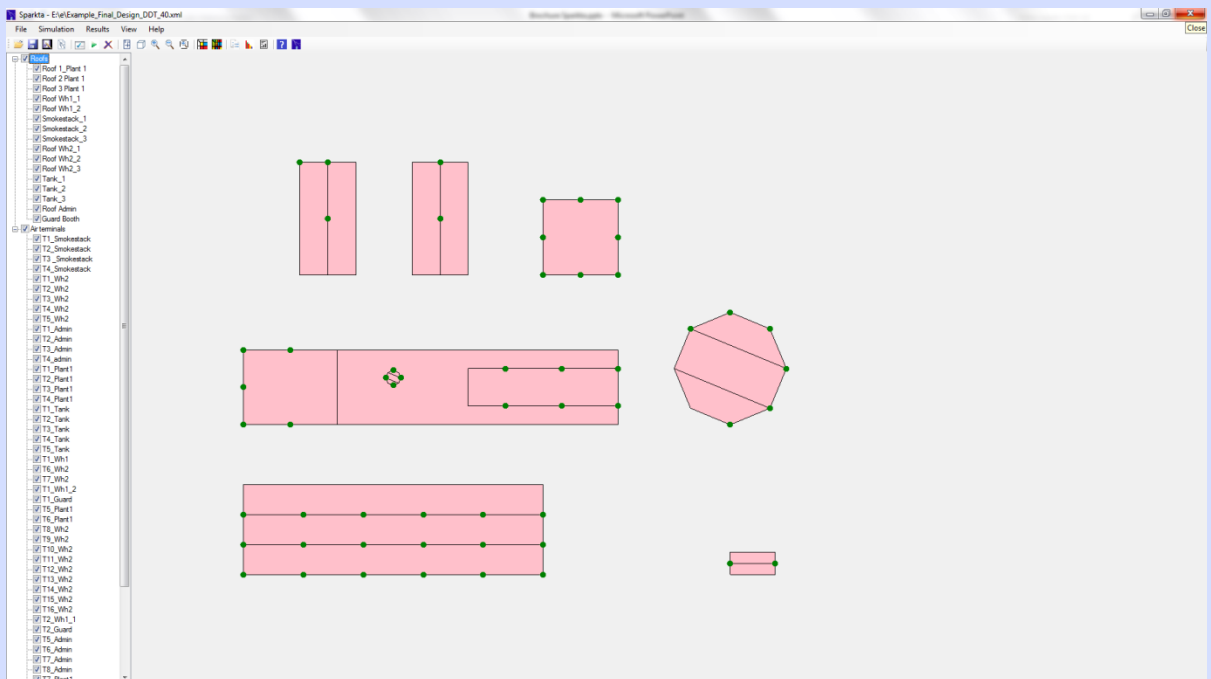 Sparkta - E:\e\Example_Final_Design_DDT_40.xml
File Simulation Results View Help
Close
Roofs
Roof 1_Plant 1
Roof 2 Plant 1
Roof 3 Plant 1
Roof Wh1_1
Roof Wh1_2
Smokestack_1
Smokestack_2
Smokestack_3
Roof Wh2_1
Roof Wh2_2
Roof Wh2_3
Tank_1
Tank_2
Tank_3
Roof Admin
Guard Booth
Air terminals
T1_Smokestack
T2_Smokestack
T3 _Smokestack
T4_Smokestack
T1_Wh2
T2_Wh2
T3_Wh2
T4_Wh2
T5_Wh2
T1_Admin
T2_Admin
T3_Admin
T4_admin
T1_Plant1
T2_Plant1
T3_Plant1
T4_Plant1
T1_Tank
T2_Tank
T3_Tank
T4_Tank
T5_Tank
T1_Wh1
T6_Wh2
T7_Wh2
T1_Wh1_2
T1_Guard
T5_Plant1
T6_Plant1
T8_Wh2
T9_Wh2
T10_Wh2
T11_Wh2
T12_Wh2
T13_Wh2
T14_Wh2
T15_Wh2
T16_Wh2
T2_Wh1_1
T2_Guard
T5_Admin
T6_Admin
T7_Admin
T8_Admin